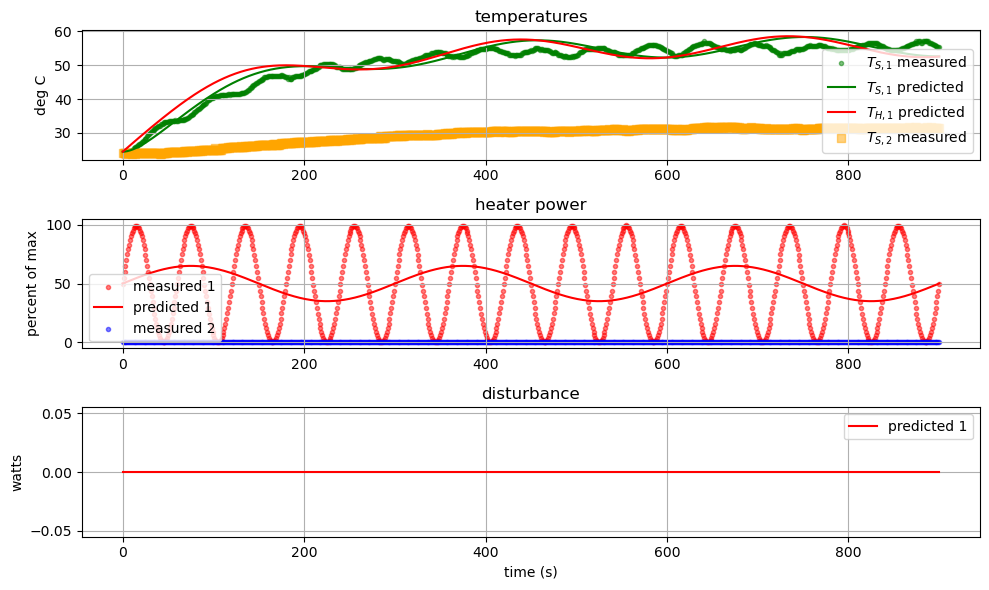 temperatures
60
50
40
30
deg C
T_{S,1} measured
T_{S,1} predicted
T_{H,1} predicted
T_{S,2} measured
0
200
400
600
800
heater power
100
50
0
percent of max
measured 1
predicted 1
measured 2
0
200
400
600
800
disturbance
0.05
0.00
−0.05
watts
predicted 1
0
200
400
600
800
time (s)